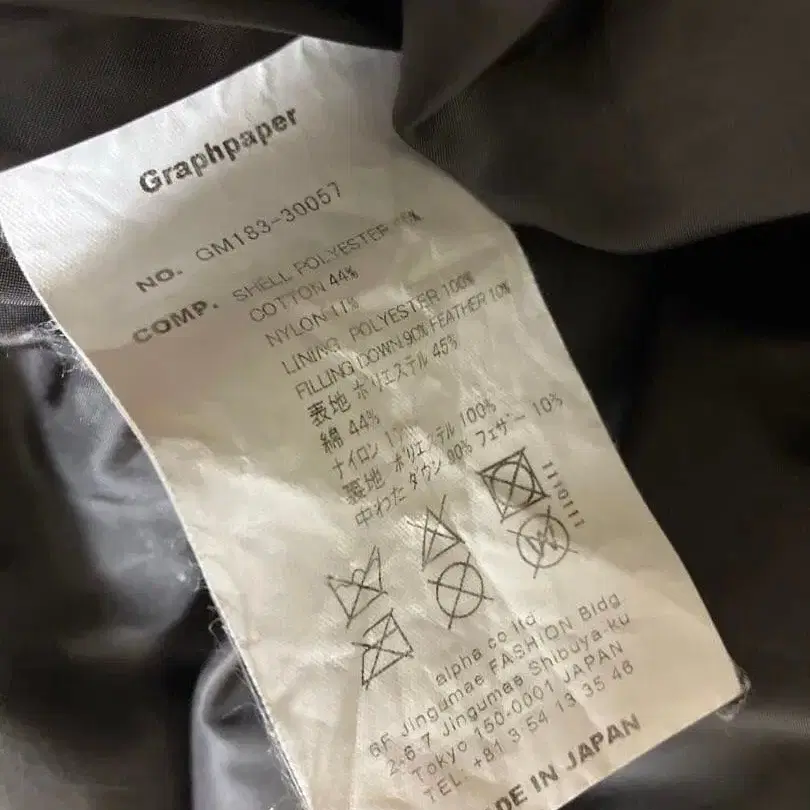 Graphpaper
NO. GM183-30057
COMP. SHELL POLYESTER
COTTON 44%
NYLON 11%
LINING POLYESTER 100%
FILLING DOWN 90% FEATHER 10%
表地 ポリエステル 45%
綿 44%
ナイロン
裏地 ポリエステル 100%
中わた ダウン 90% フェザー 10%
1110111
alpha co ltd
6F Jingumae FASHION Bldg.
2-6-7 Jingumae Shibuya-ku
Tokyo 150-0001 JAPAN
TEL: +81 3 54 13 35 46
DE IN JAPAN